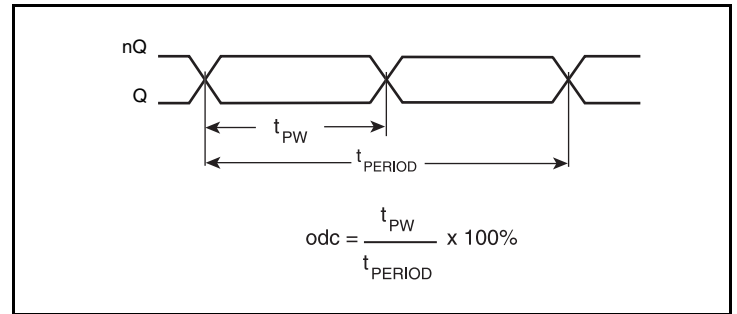 nQ
Q
tPW
tPERIOD
odc = tPW / tPERIOD x 100%